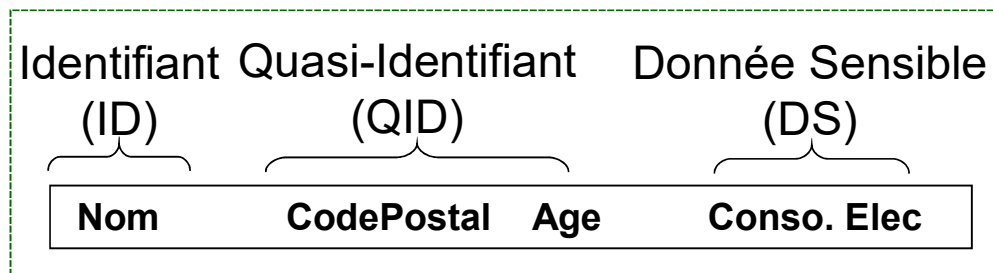 Identifiant Quasi-Identifiant Donnée Sensible
(ID) (QID) (DS)
Nom CodePostal Age Conso. Elec